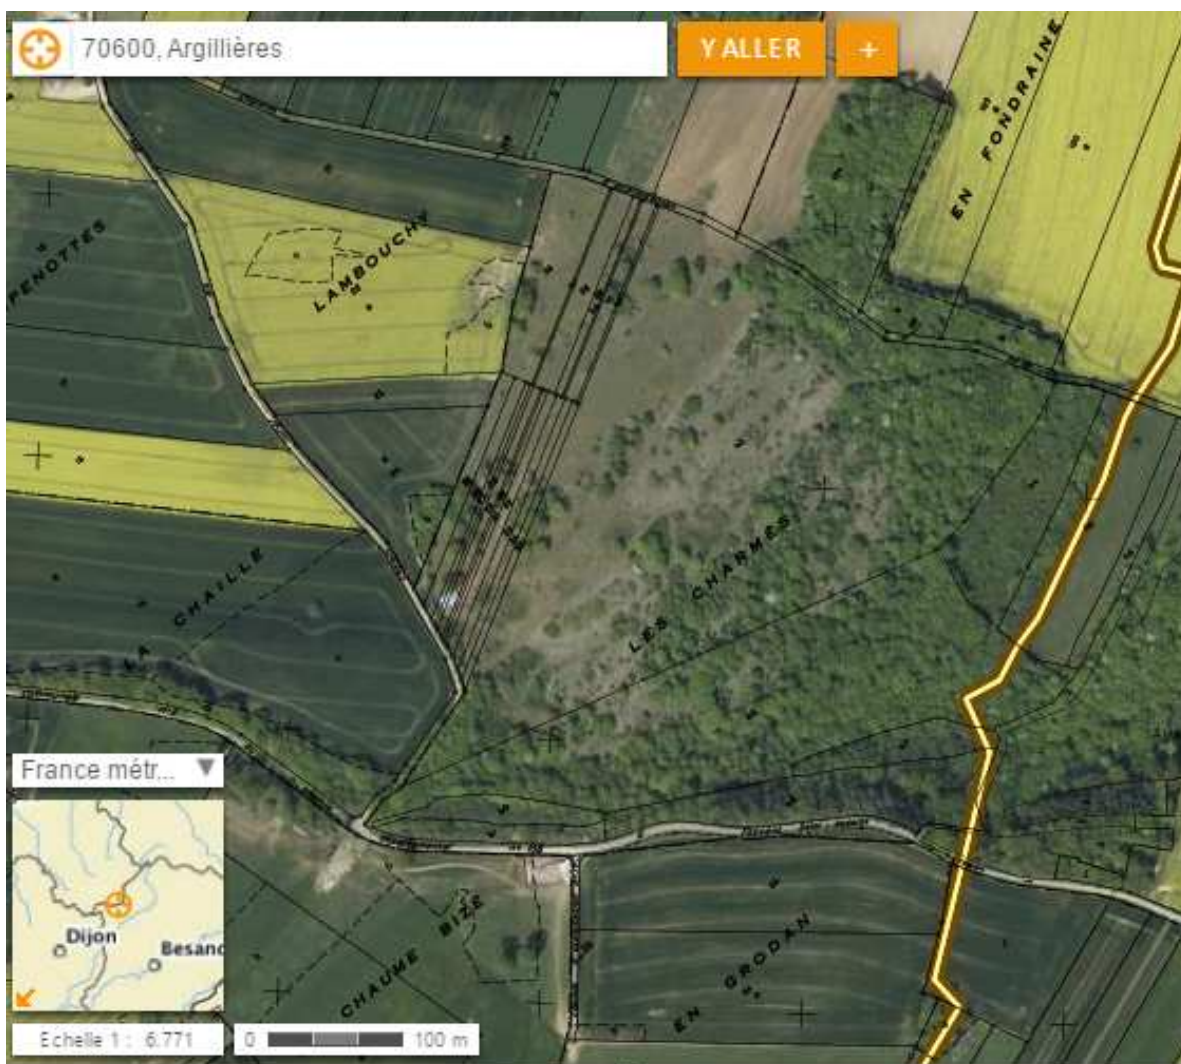 70600, Argillières
Y ALLER
+
EN FONDRAINE
PENOTTES
LAMBOUCHE
LA CHAILLE
LES CHARMES
France métr...
Dijon
Besanc
CHAUME BIZE
EN GRODAN
Echelle 1 : 6.771
0 100 m